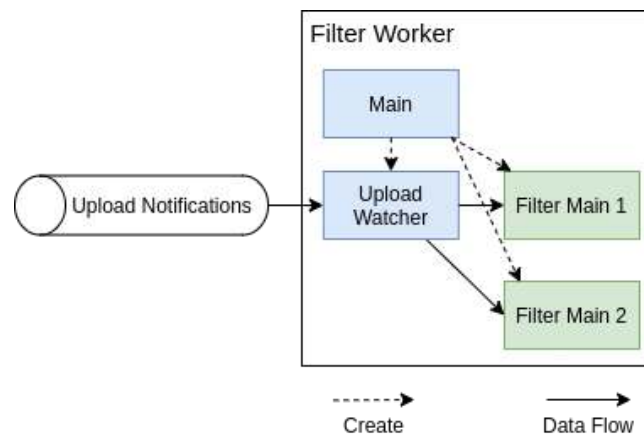 Filter Worker
Main
Upload Notifications
Upload
Watcher
Filter Main 1
Filter Main 2
Create
Data Flow